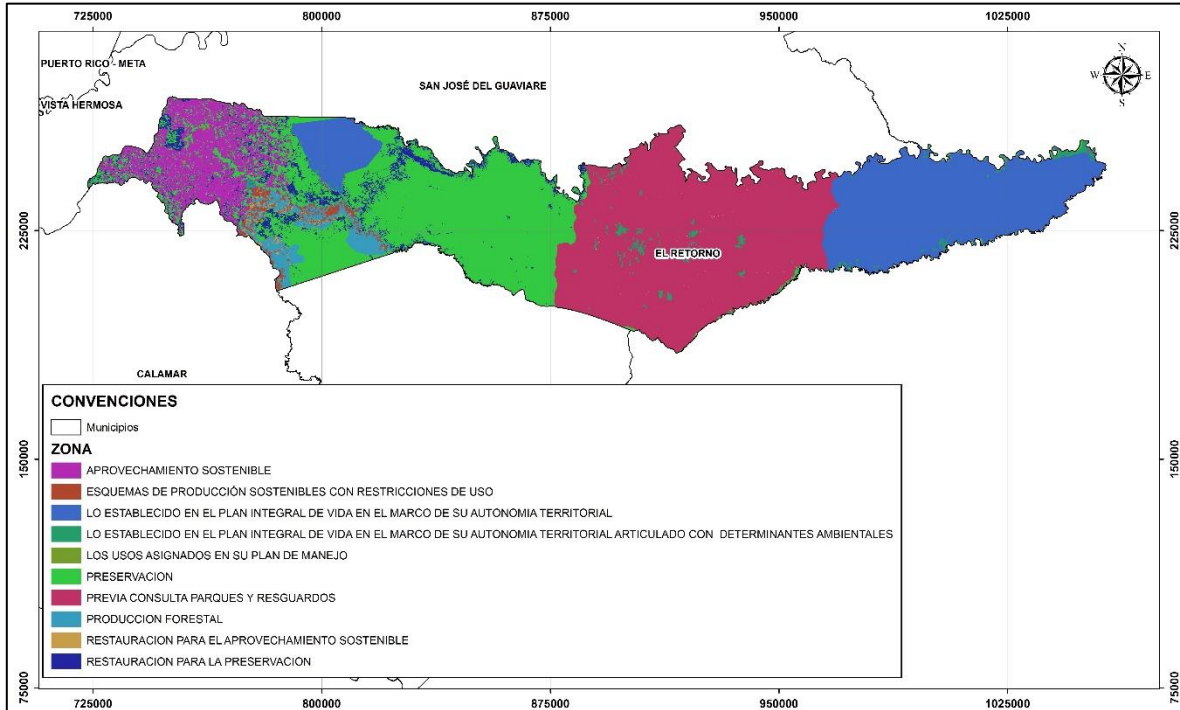 725000 800000 875000 950000 1025000
PUERTO RICO - META
N
W E
S
SAN JOSÉ DEL GUAVIARE
VISTA HERMOSA
225000 225000
EL RETORNO
CALAMAR
CONVENCIONES
Municipios
ZONA
APROVECHAMIENTO SOSTENIBLE
ESQUEMAS DE PRODUCCIÓN SOSTENIBLES CON RESTRICCIONES DE USO
LO ESTABLECIDO EN EL PLAN INTEGRAL DE VIDA EN EL MARCO DE SU AUTONOMIA TERRITORIAL
LO ESTABLECIDO EN EL PLAN INTEGRAL DE VIDA EN EL MARCO DE SU AUTONOMIA TERRITORIAL ARTICULADO CON DETERMINANTES AMBIENTALES
LOS USOS ASIGNADOS EN SU PLAN DE MANEJO
PRESERVACION
PREVIA CONSULTA PARQUES Y RESGUARDOS
PRODUCCION FORESTAL
RESTAURACION PARA EL APROVECHAMIENTO SOSTENIBLE
RESTAURACION PARA LA PRESERVACIÓN
150000 150000
75000 75000
725000 800000 875000 950000 1025000